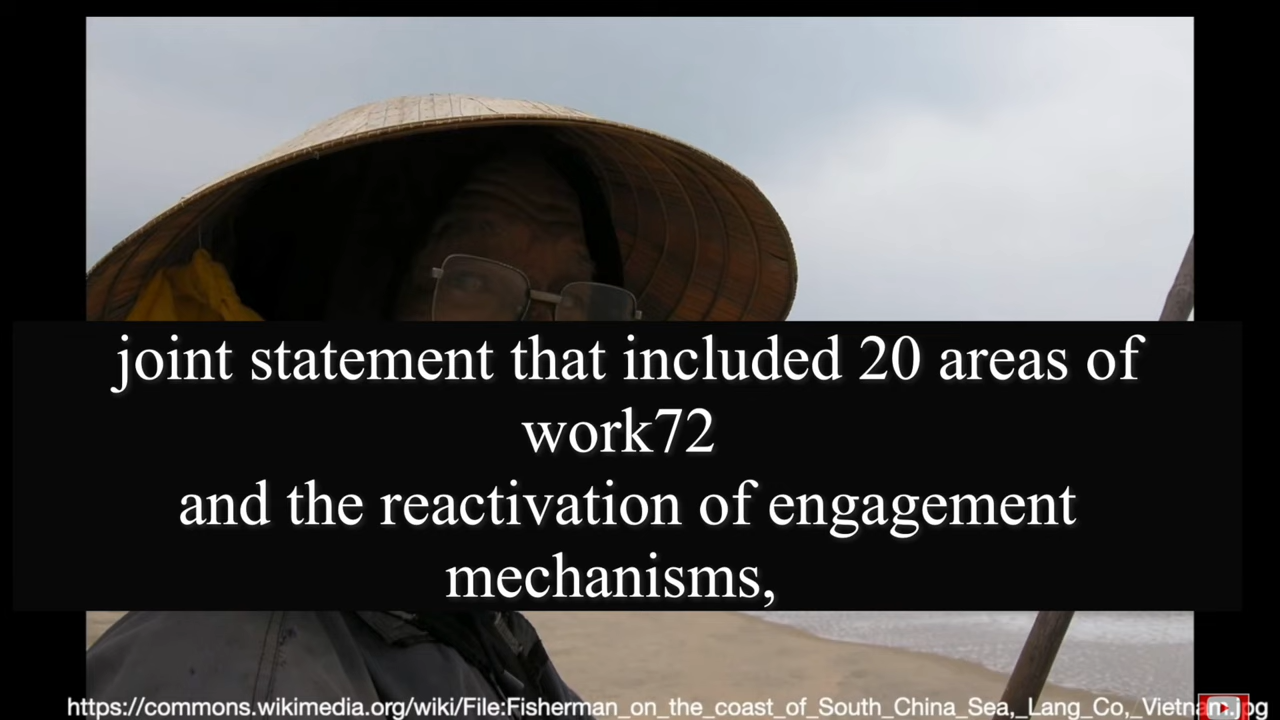 joint statement that included 20 areas of
work72
and the reactivation of engagement
mechanisms,
https://commons.wikimedia.org/wiki/File:Fisherman_on_the_coast_of_South_China_Sea,_Lang_Co,_Vietnam.jpg